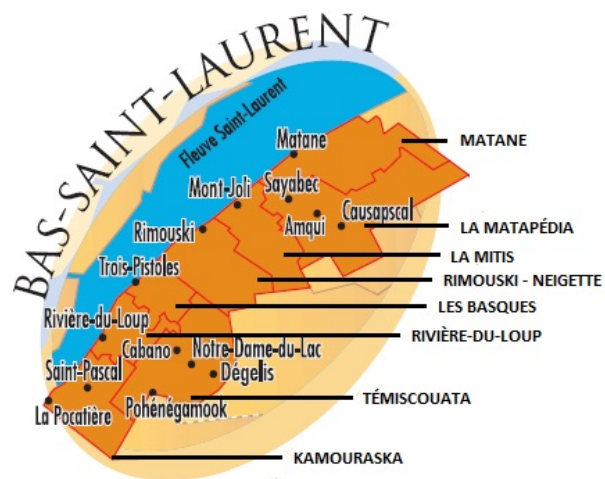 BAS-SAINT-LAURENT
Fleuve Saint-Laurent
Matane
MATANE
Mont-Joli
Sayabec
Rimouski
Amqui
Causapscal
LA MATAPÉDIA
LA MITIS
Trois-Pistoles
RIMOUSKI - NEIGETTE
LES BASQUES
Rivière-du-Loup
RIVIÈRE-DU-LOUP
Cabano
Notre-Dame-du-Lac
Saint-Pascal
Dégelis
TÉMISCOUATA
La Pocatière
Pohénégamook
KAMOURASKA